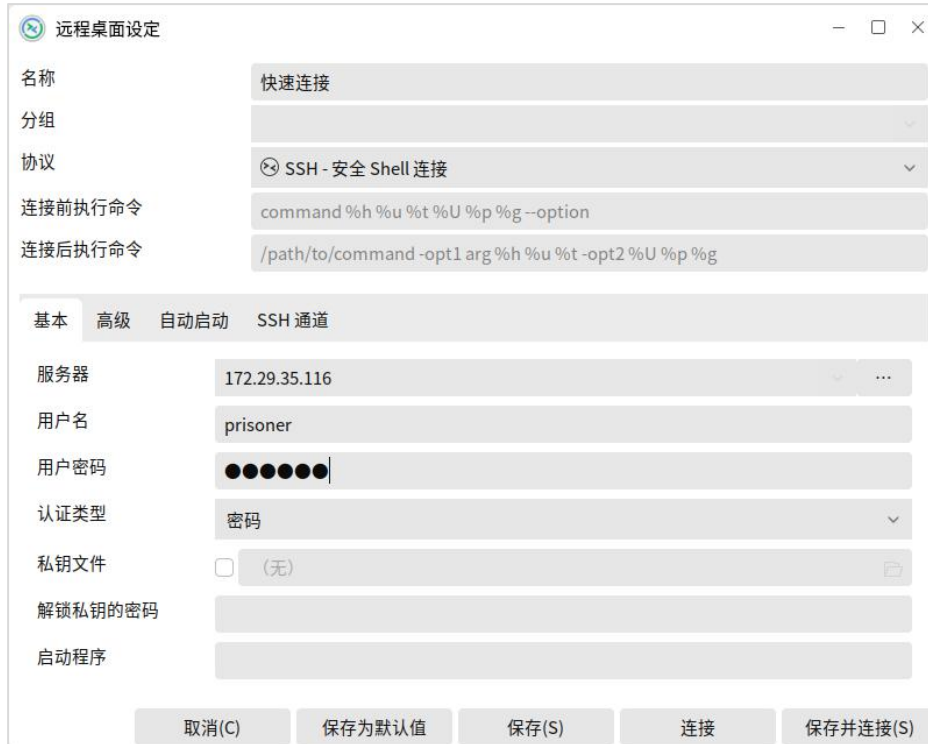 远程桌面设定
名称 快速连接
分组
协议 SSH - 安全 Shell 连接
连接前执行命令 command %h %u %t %U %p %g --option
连接后执行命令 /path/to/command -opt1 arg %h %u %t -opt2 %U %p %g
基本 高级 自动启动 SSH 通道
服务器 172.29.35.116 ...
用户名 prisoner
用户密码 ●●●●●●
认证类型 密码
私钥文件 （无）
解锁私钥的密码
启动程序
取消(C) 保存为默认值 保存(S) 连接 保存并连接(S)